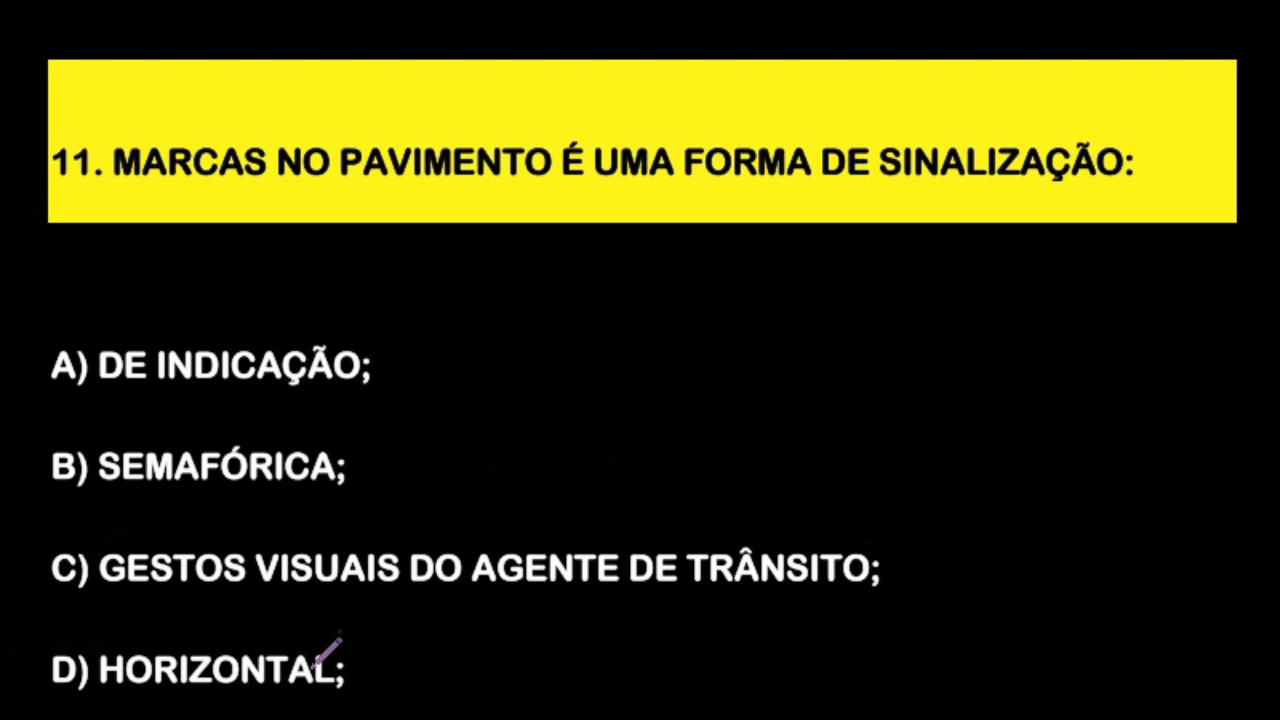 11. MARCAS NO PAVIMENTO É UMA FORMA DE SINALIZAÇÃO:
A) DE INDICAÇÃO;
B) SEMAFÓRICA;
C) GESTOS VISUAIS DO AGENTE DE TRÂNSITO;
D) HORIZONTAL;